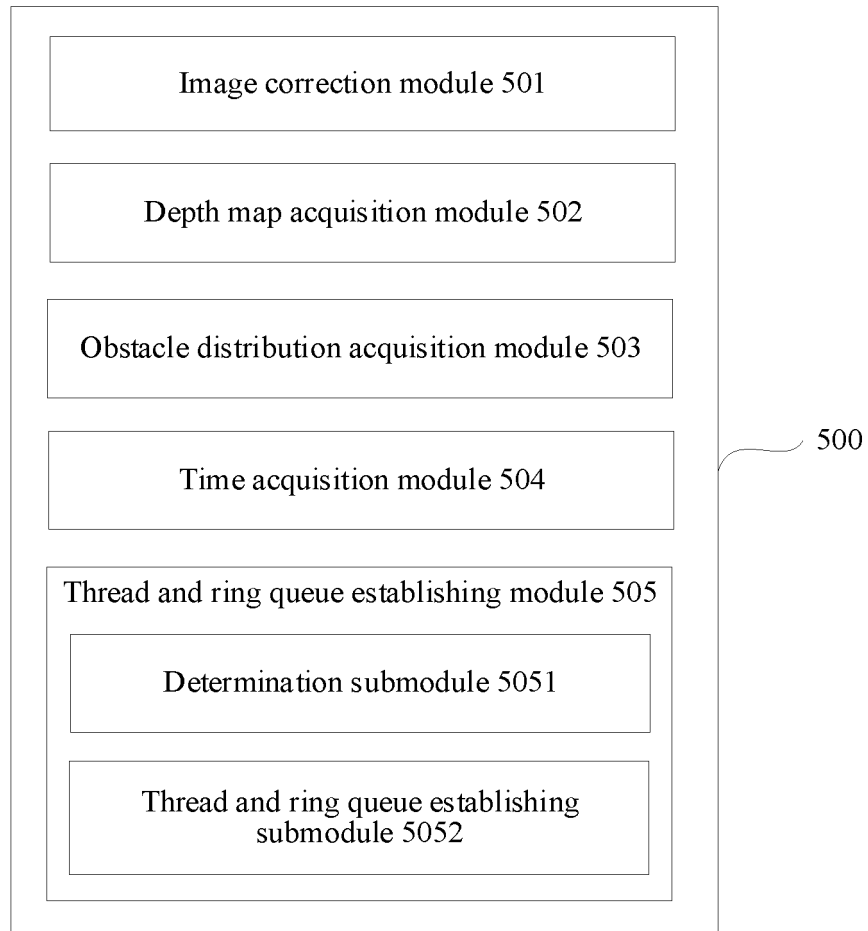 Image correction module 501
Depth map acquisition module 502
Obstacle distribution acquisition module 503
Time acquisition module 504
500
Thread and ring queue establishing module 505
Determination submodule 5051
Thread and ring queue establishing
submodule 5052